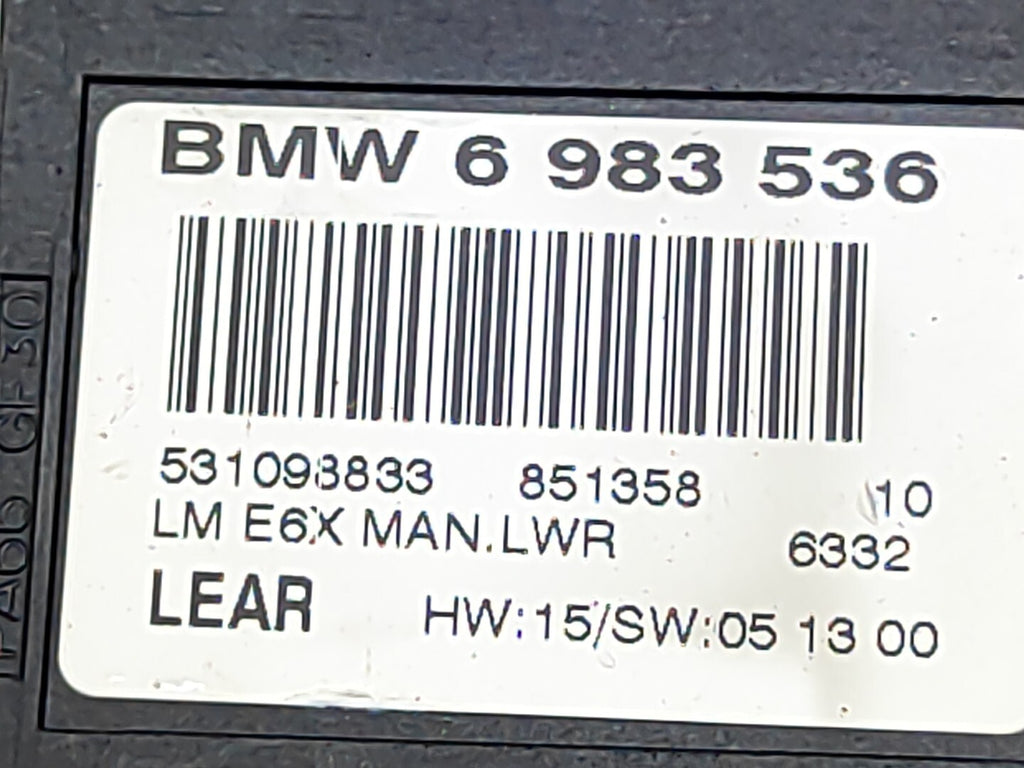 BMW 6 983 536
531093833 851358 10
LM E6X MAN.LWR 6332
LEAR HW:15/SW:05 13 00
PA66 GF30